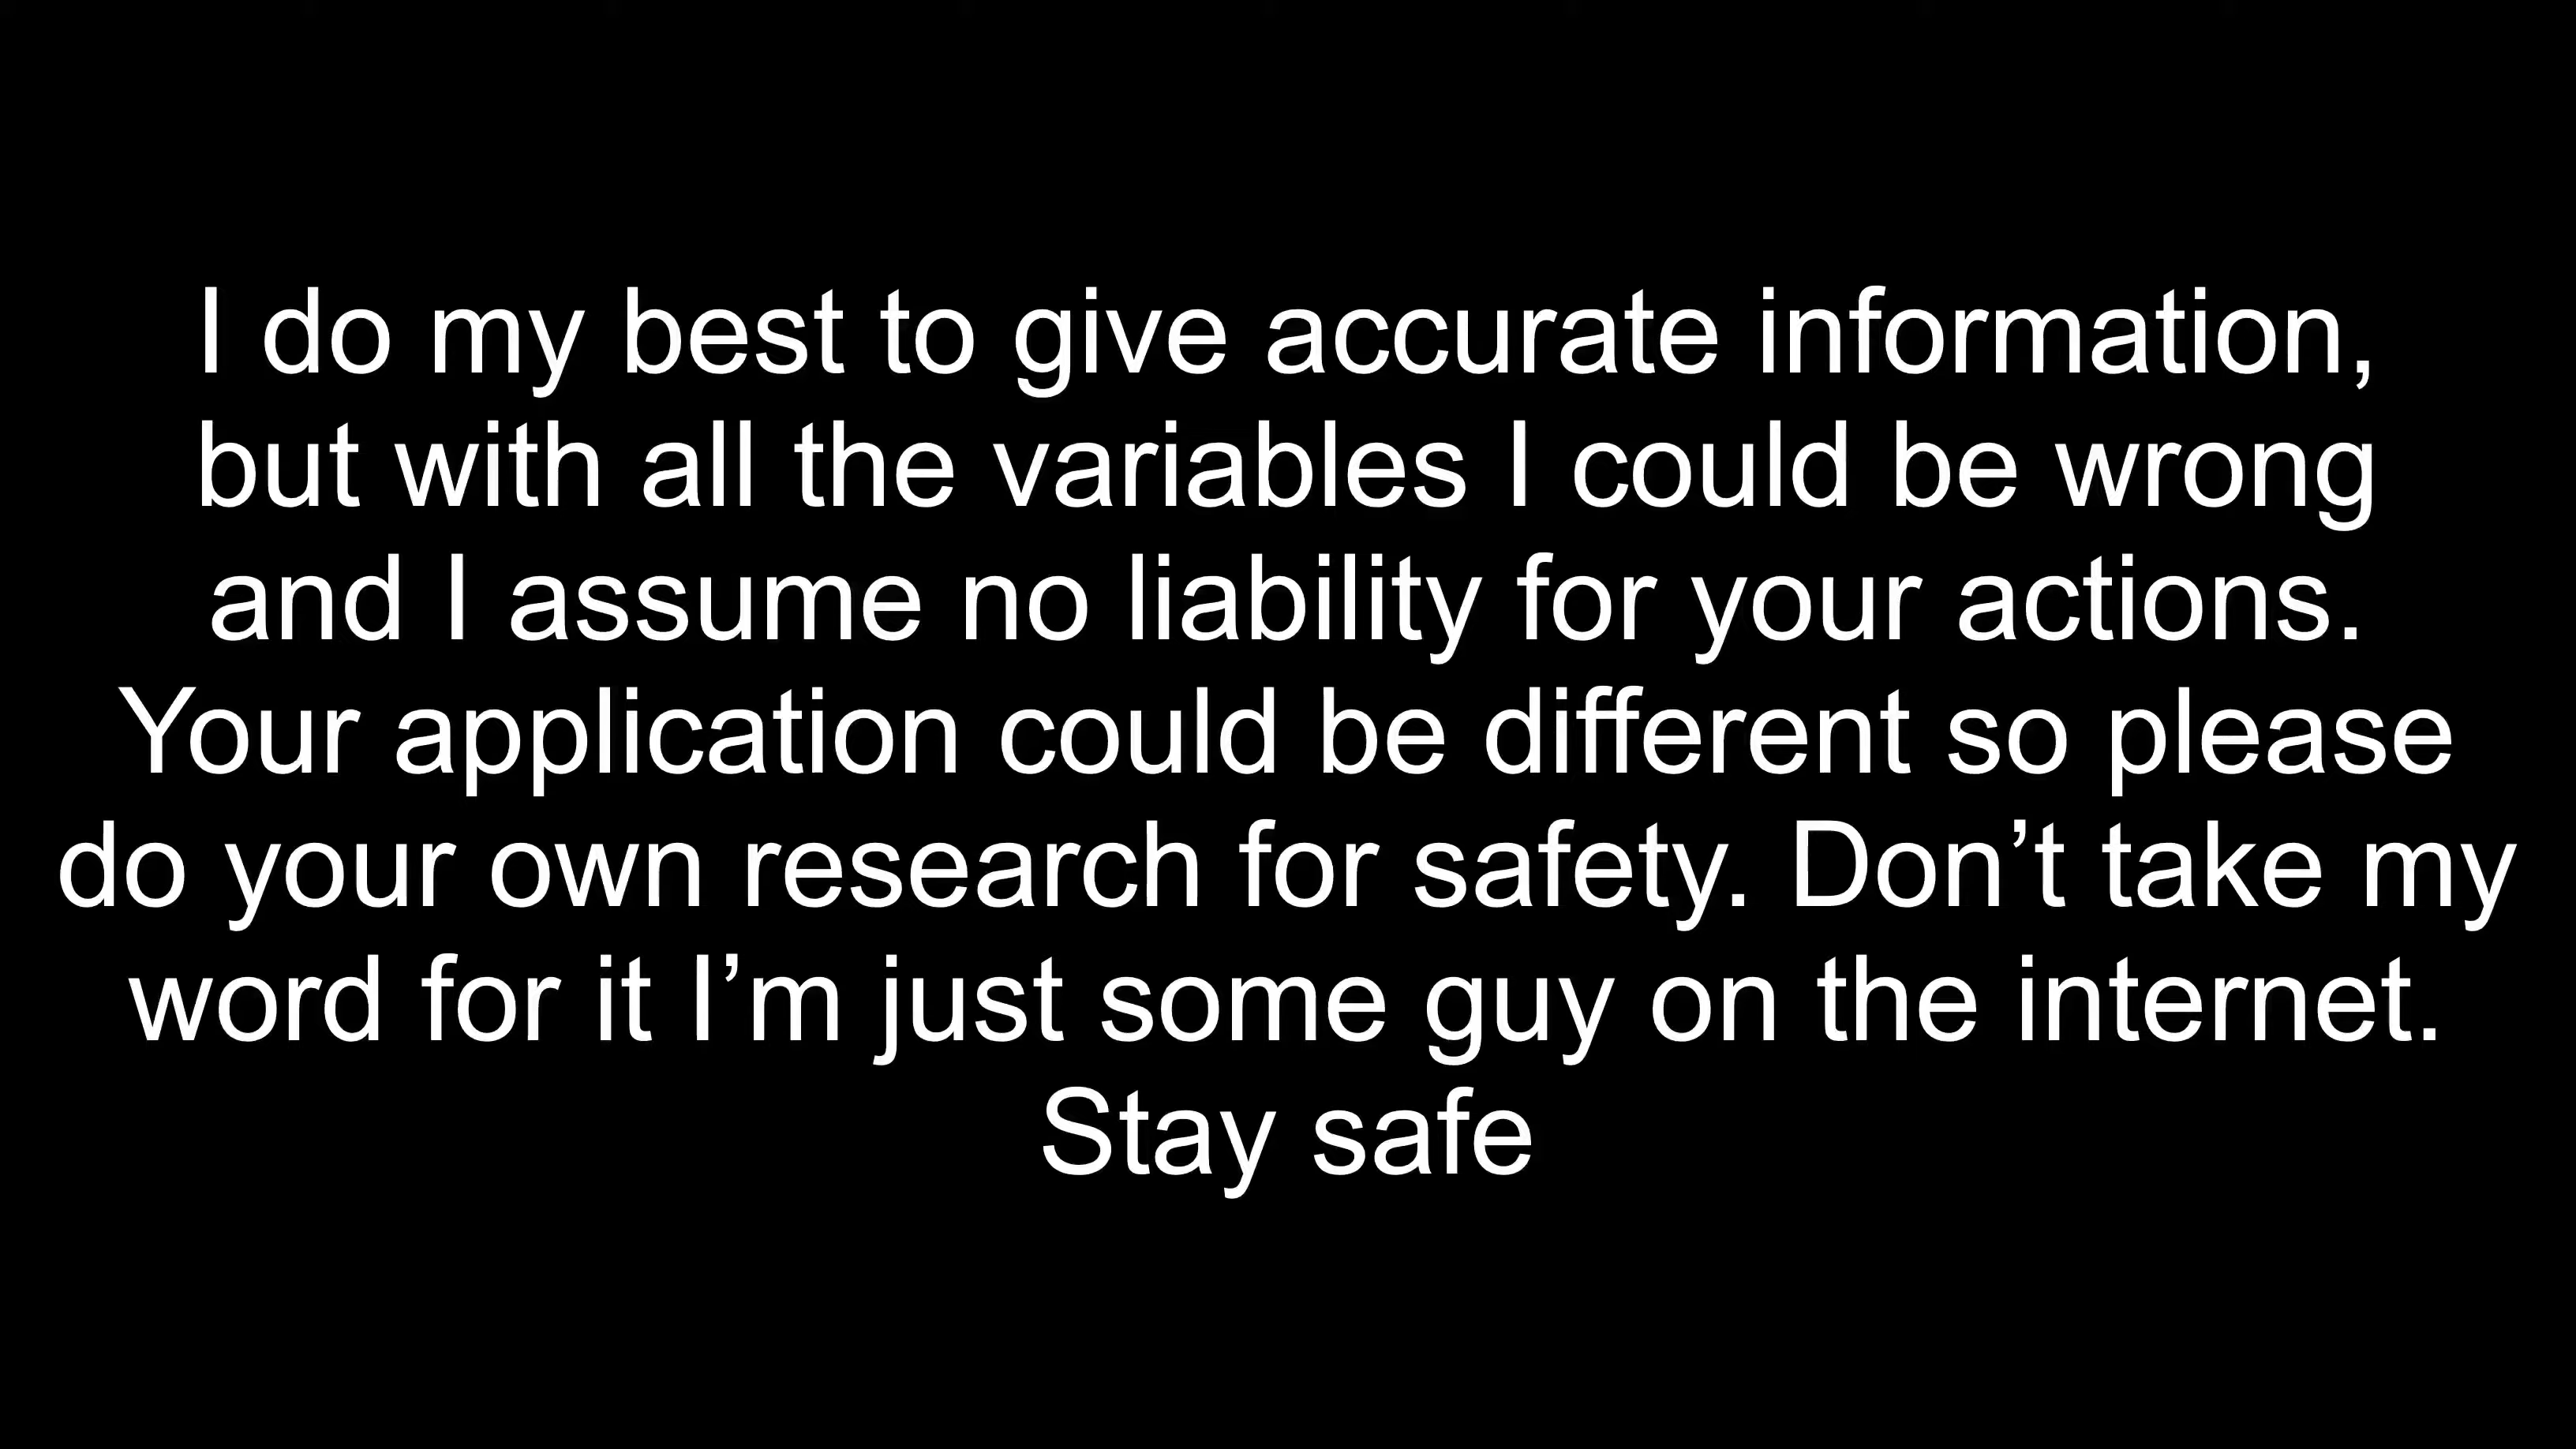 I do my best to give accurate information,
but with all the variables I could be wrong
and I assume no liability for your actions.
Your application could be different so please
do your own research for safety. Don’t take my
word for it I’m just some guy on the internet.
Stay safe